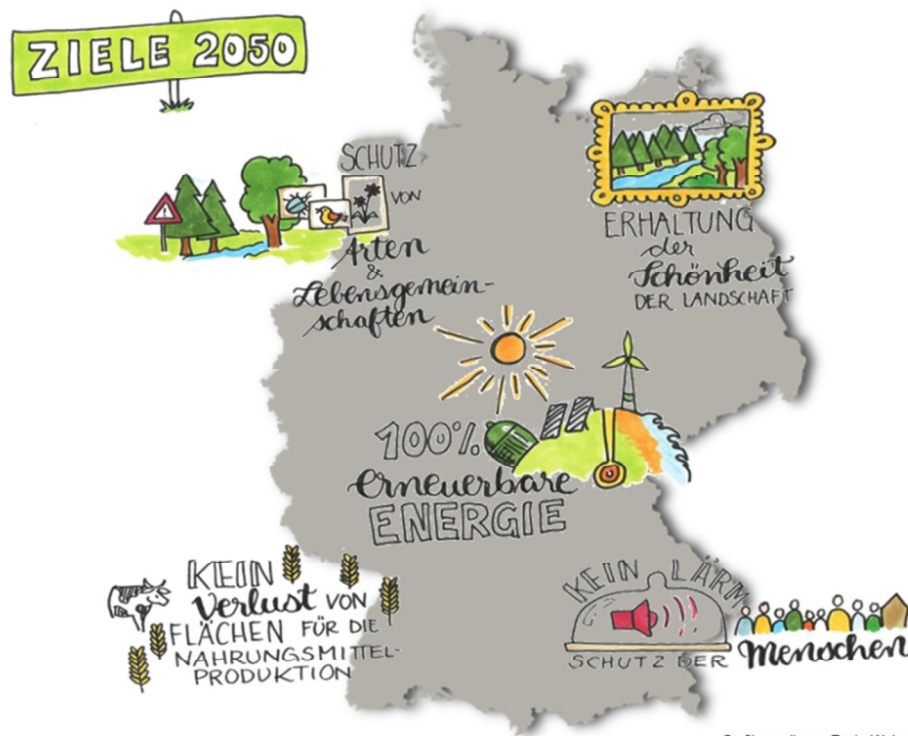 ZIELE 2050
SCHUTZ
VON
Arten
&
Lebensgemein-
schaften
ERHALTUNG
der
Schönheit
DER LANDSCHAFT
100%
erneuerbare
ENERGIE
KEIN
Verlust VON
FLÄCHEN FÜR DIE
NAHRUNGSMITTEL-
PRODUKTION
KEIN LÄRM
SCHUTZ DER Menschen